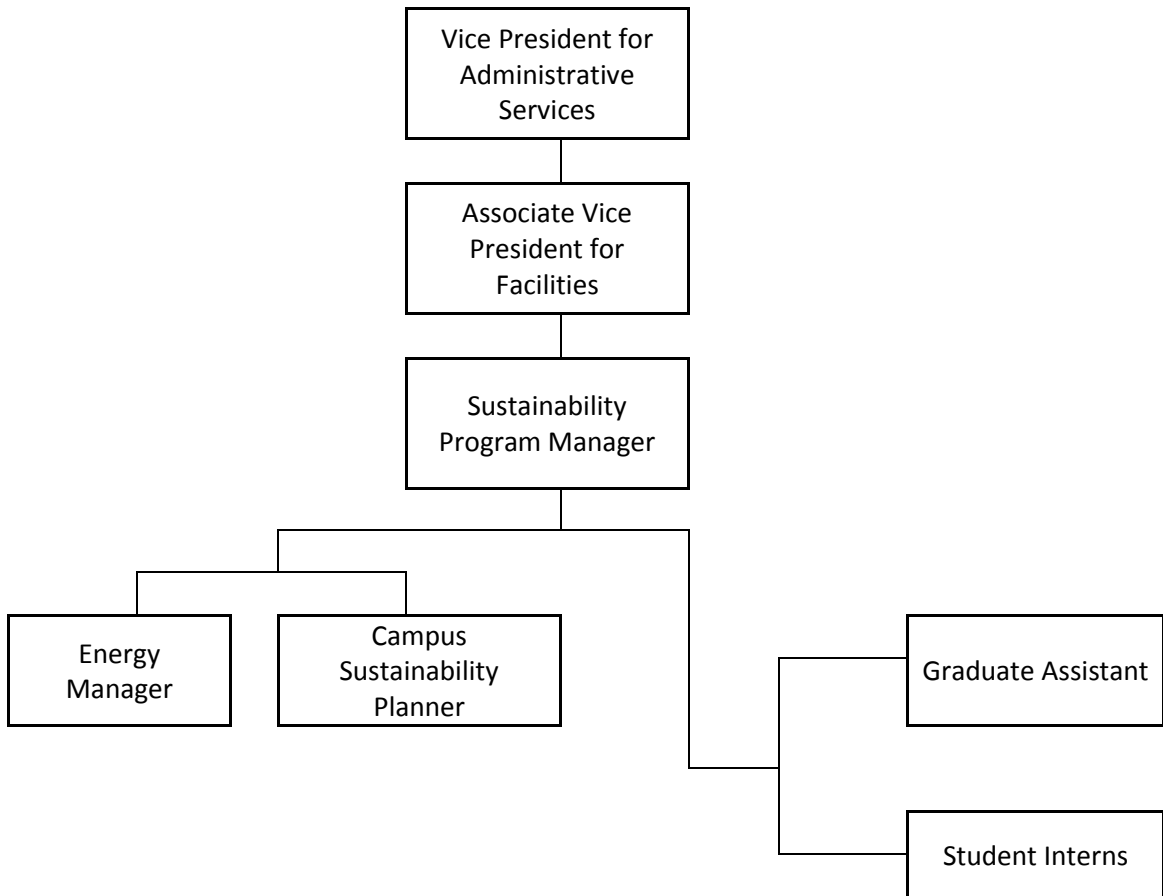 Vice President for
Administrative
Services
Associate Vice
President for
Facilities
Sustainability
Program Manager
Energy
Manager
Campus
Sustainability
Planner
Graduate Assistant
Student Interns